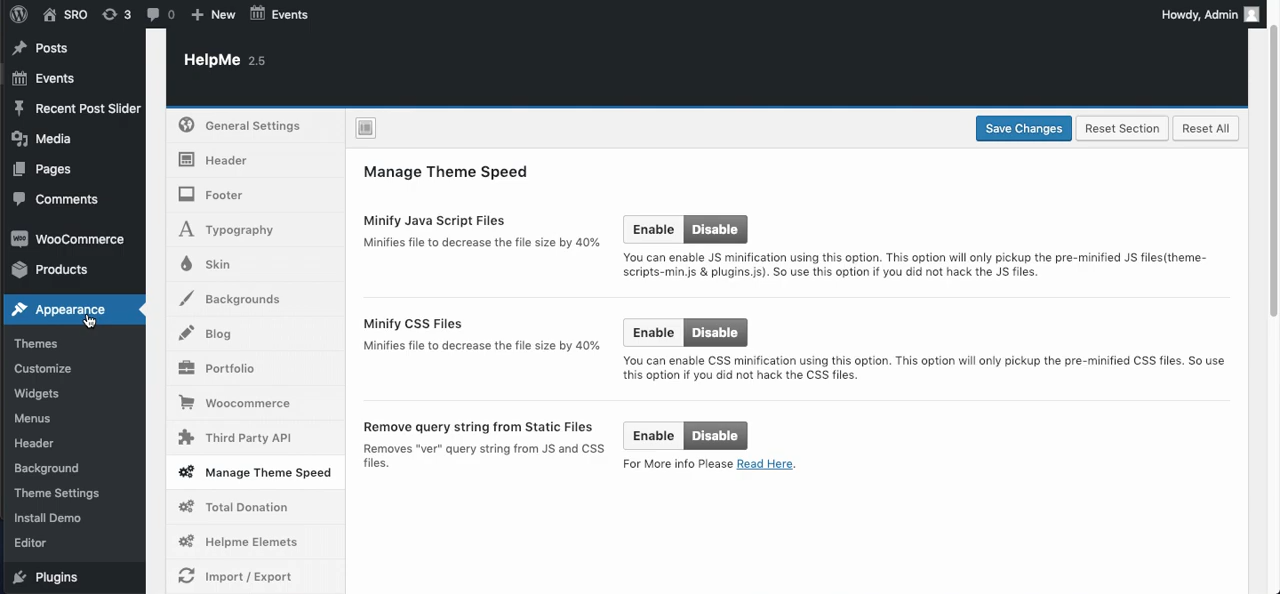 SRO 3 0 New Events Howdy, Admin
Posts
Events
Recent Post Slider
Media
Pages
Comments
WooCommerce
Products
Appearance
Themes
Customize
Widgets
Menus
Header
Background
Theme Settings
Install Demo
Editor
Plugins
HelpMe 2.5
General Settings
Header
Footer
Typography
Skin
Backgrounds
Blog
Portfolio
Woocommerce
Third Party API
Manage Theme Speed
Total Donation
Helpme Elemets
Import / Export
Save Changes Reset Section Reset All
Manage Theme Speed
Minify Java Script Files
Minifies file to decrease the file size by 40%
Enable Disable
You can enable JS minification using this option. This option will only pickup the pre-minified JS files(theme-
scripts-min.js & plugins.js). So use this option if you did not hack the JS files.
Minify CSS Files
Minifies file to decrease the file size by 40%
Enable Disable
You can enable CSS minification using this option. This option will only pickup the pre-minified CSS files. So use
this option if you did not hack the CSS files.
Remove query string from Static Files
Removes "ver" query string from JS and CSS
files.
Enable Disable
For More info Please Read Here.